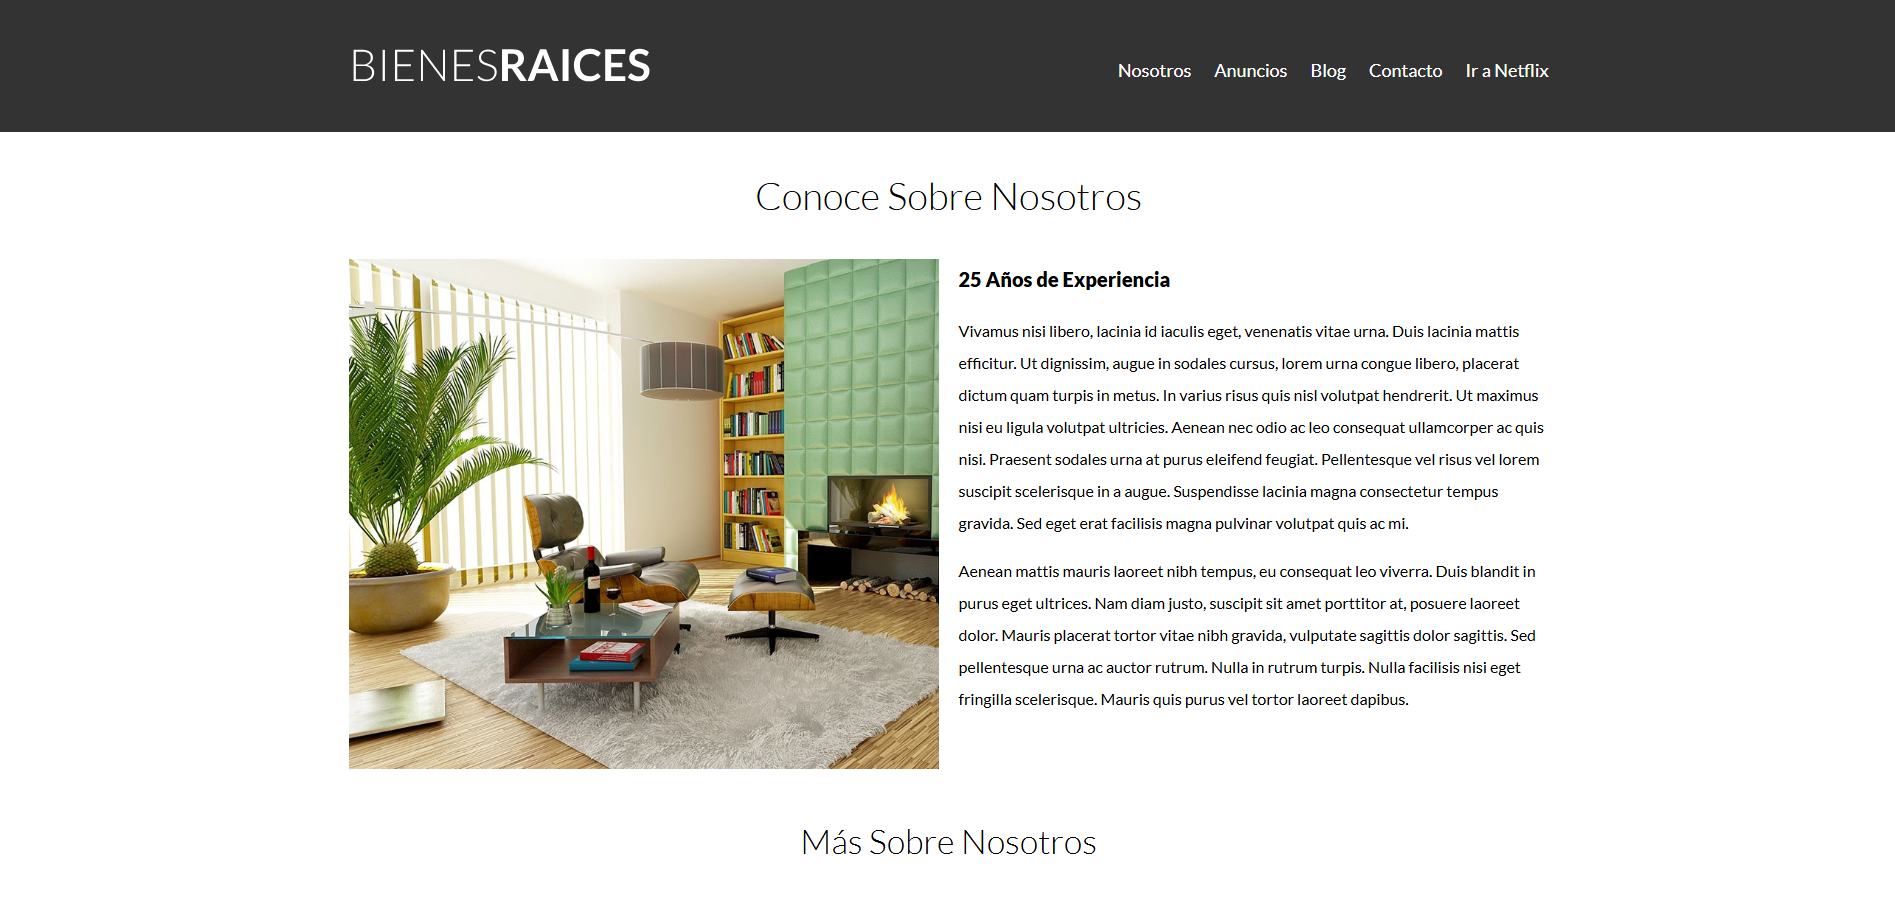 BIENESRAICES
Nosotros Anuncios Blog Contacto Ir a Netflix
Conoce Sobre Nosotros
25 Años de Experiencia
Vivamus nisi libero, lacinia id iaculis eget, venenatis vitae urna. Duis lacinia mattis
efficitur. Ut dignissim, augue in sodales cursus, lorem urna congue libero, placerat
dictum quam turpis in metus. In varius risus quis nisl volutpat hendrerit. Ut maximus
nisi eu ligula volutpat ultricies. Aenean nec odio ac leo consequat ullamcorper ac quis
nisi. Praesent sodales urna at purus eleifend feugiat. Pellentesque vel risus vel lorem
suscipit scelerisque in a augue. Suspendisse lacinia magna consectetur tempus
gravida. Sed eget erat facilisis magna pulvinar volutpat quis ac mi.
Aenean mattis mauris laoreet nibh tempus, eu consequat leo viverra. Duis blandit in
purus eget ultrices. Nam diam justo, suscipit sit amet porttitor at, posuere laoreet
dolor. Mauris placerat tortor vitae nibh gravida, vulputate sagittis dolor sagittis. Sed
pellentesque urna ac auctor rutrum. Nulla in rutrum turpis. Nulla facilisis nisi eget
fringilla scelerisque. Mauris quis purus vel tortor laoreet dapibus.
Más Sobre Nosotros